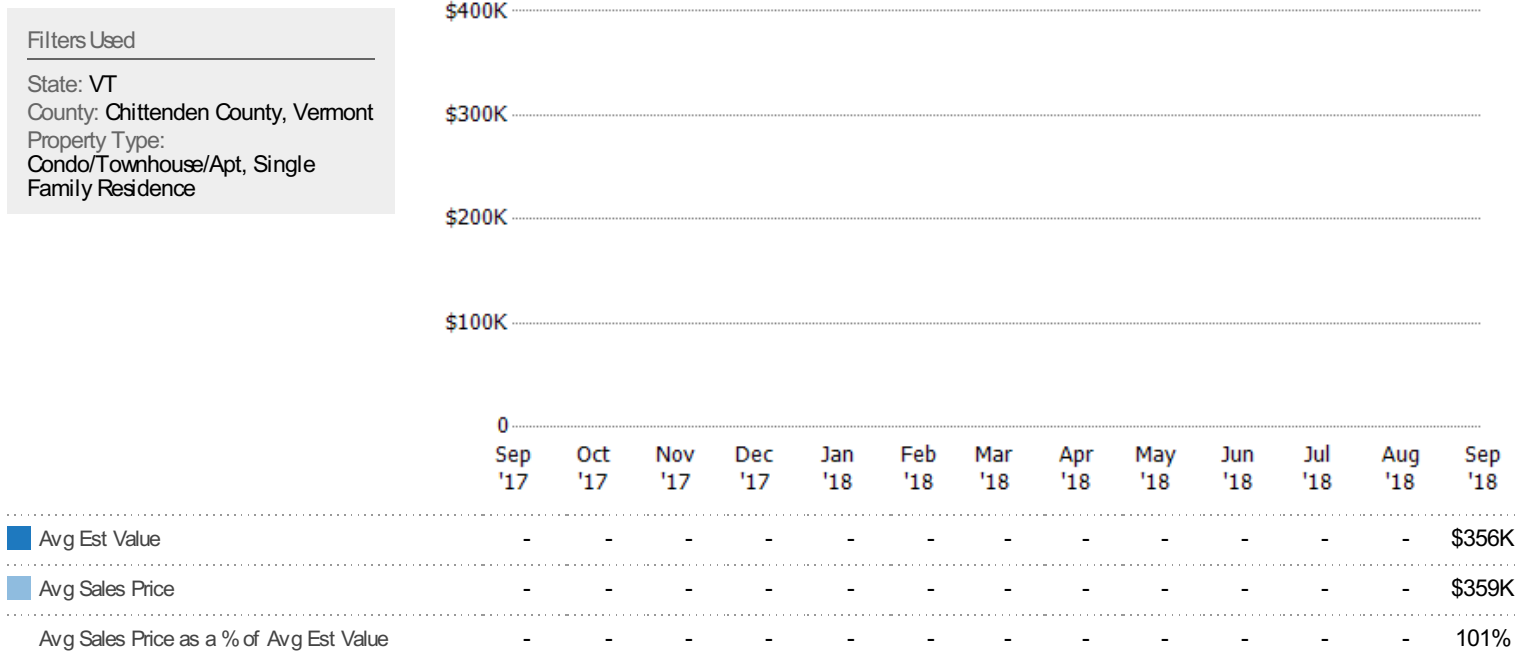 Filters Used
State: VT
County: Chittenden County, Vermont
Property Type:
Condo/Townhouse/Apt, Single
Family Residence
$400K
$300K
$200K
$100K
0
Sep Oct Nov Dec Jan Feb Mar Apr May Jun Jul Aug Sep
'17 '17 '17 '17 '18 '18 '18 '18 '18 '18 '18 '18 '18
Avg Est Value - - - - - - - - - - - - $356K
Avg Sales Price - - - - - - - - - - - - $359K
Avg Sales Price as a % of Avg Est Value - - - - - - - - - - - - 101%